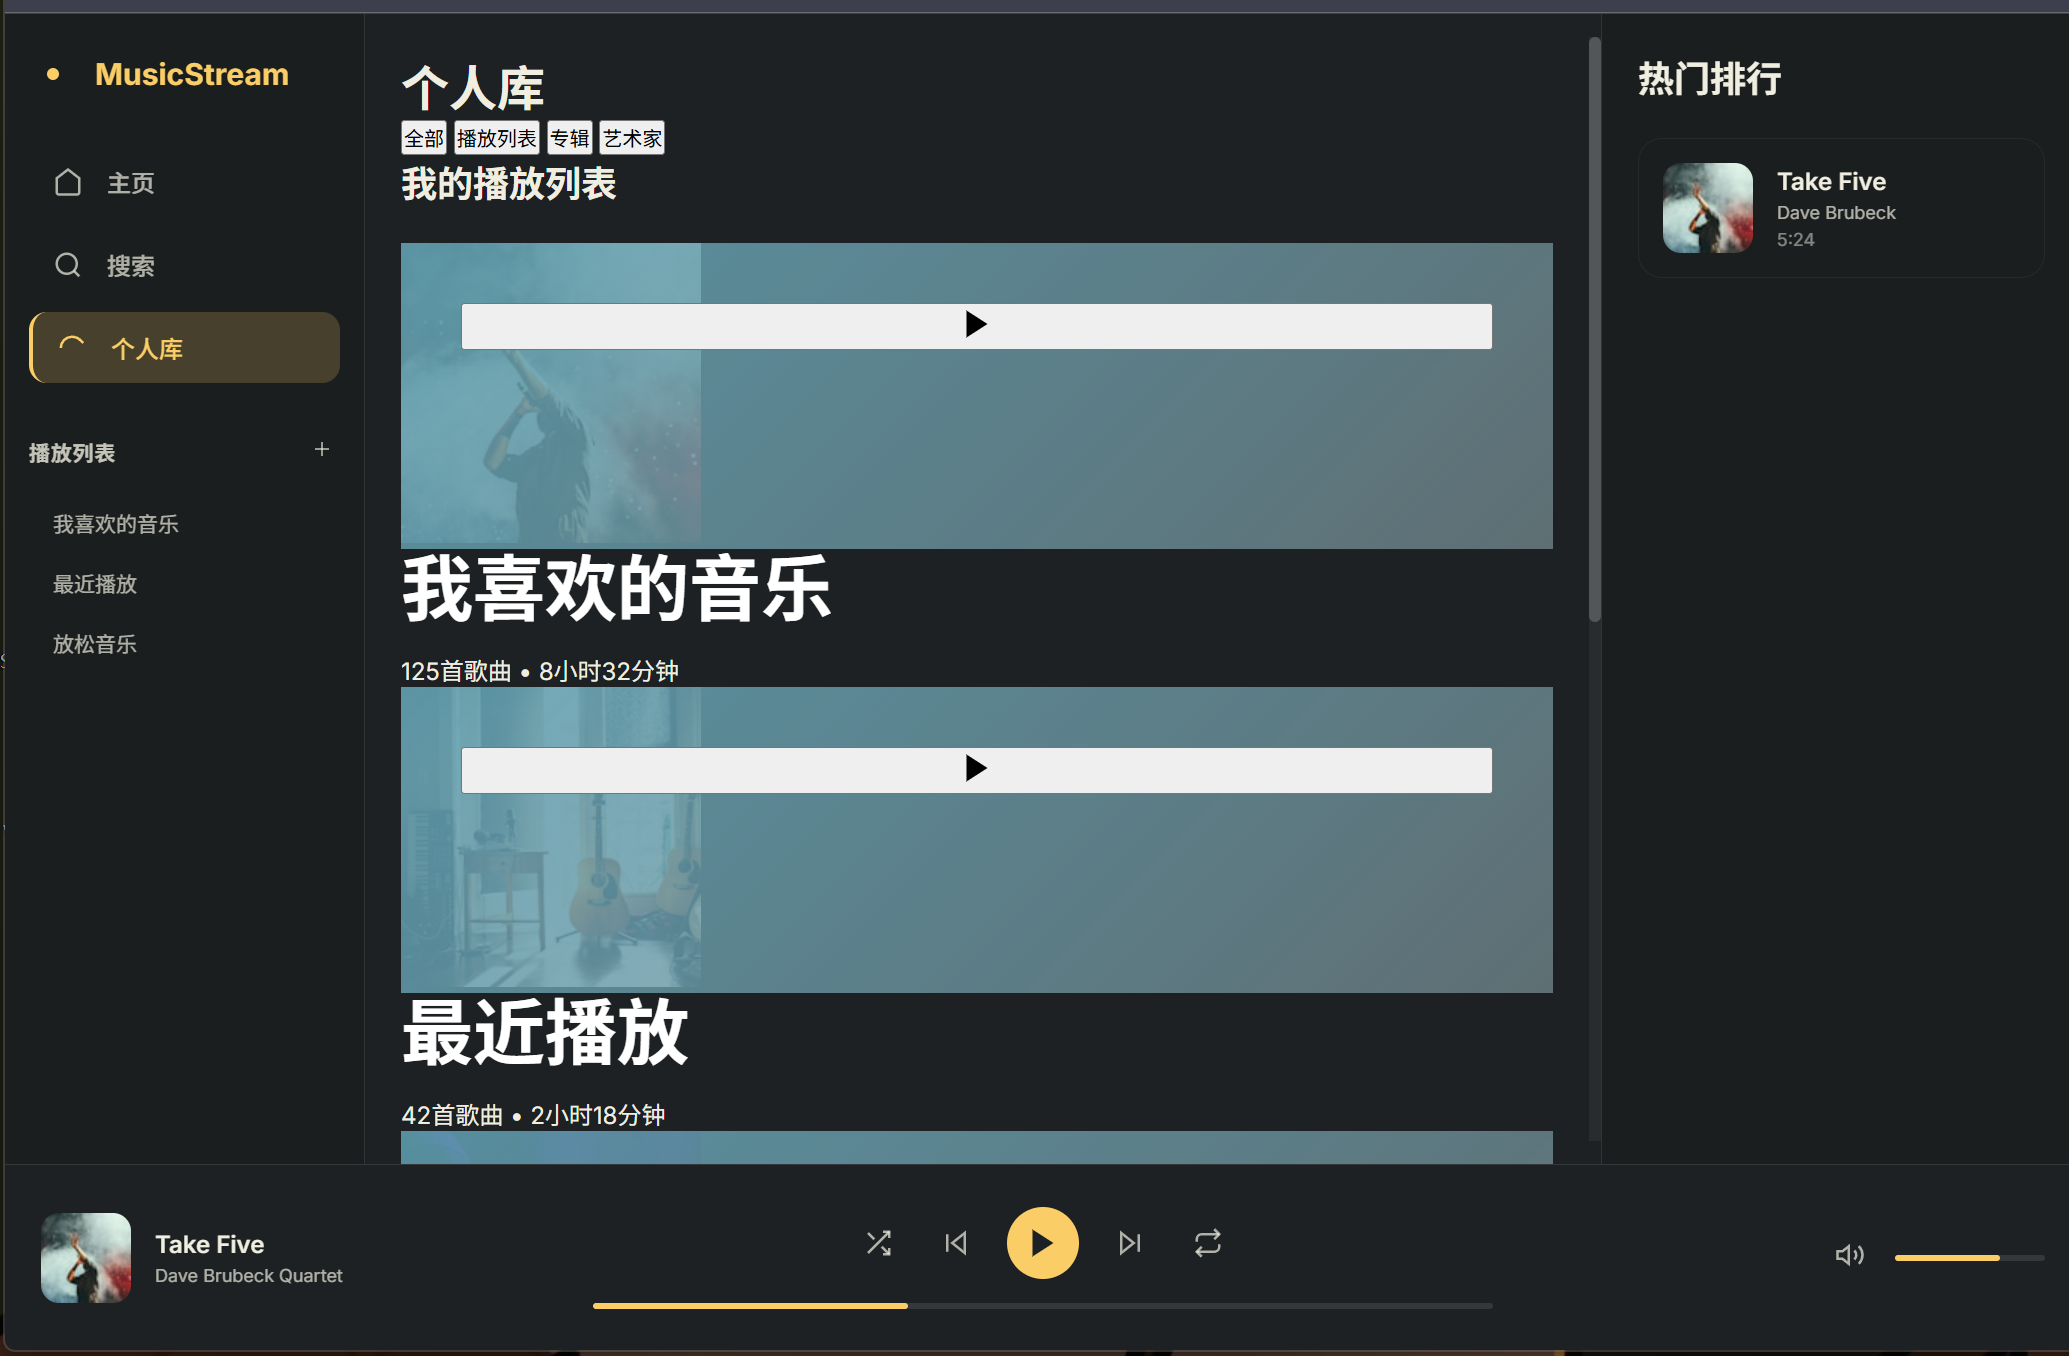 MusicStream
主页
搜索
个人库
播放列表
我喜欢的音乐
最近播放
放松音乐
个人库
全部 播放列表 专辑 艺术家
我的播放列表
我喜欢的音乐
125首歌曲 • 8小时32分钟
最近播放
42首歌曲 • 2小时18分钟
热门排行
Take Five
Dave Brubeck
5:24
Take Five
Dave Brubeck Quartet